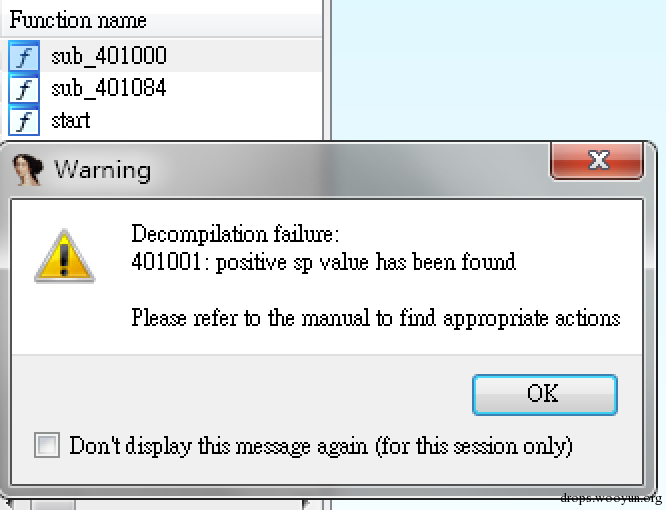 Function name
sub_401000
sub_401084
start
Warning
Decompilation failure:
401001: positive sp value has been found
Please refer to the manual to find appropriate actions
OK
Don't display this message again (for this session only)
drops.wooyun.org